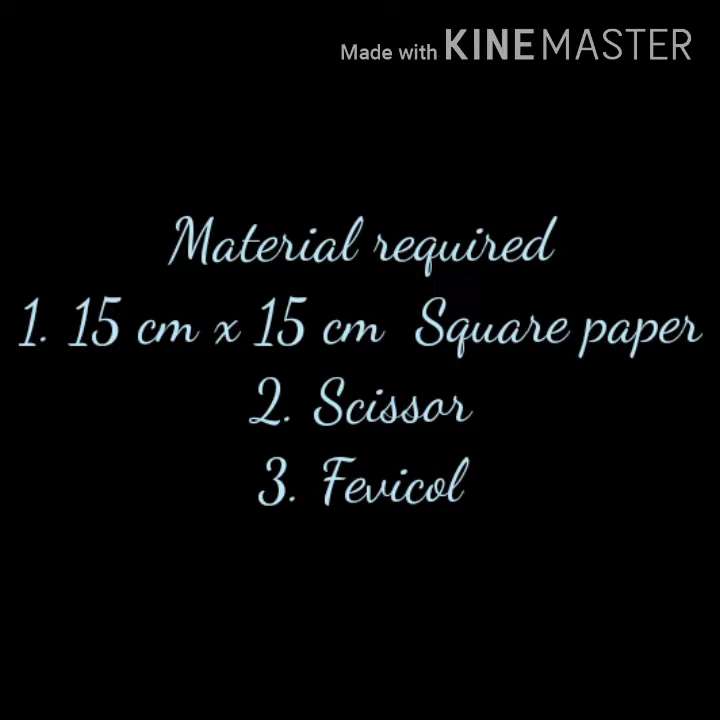 Made with KINEMASTER
Material required
1. 15 cm x 15 cm Square paper
2. Scissor
3. Fevicol